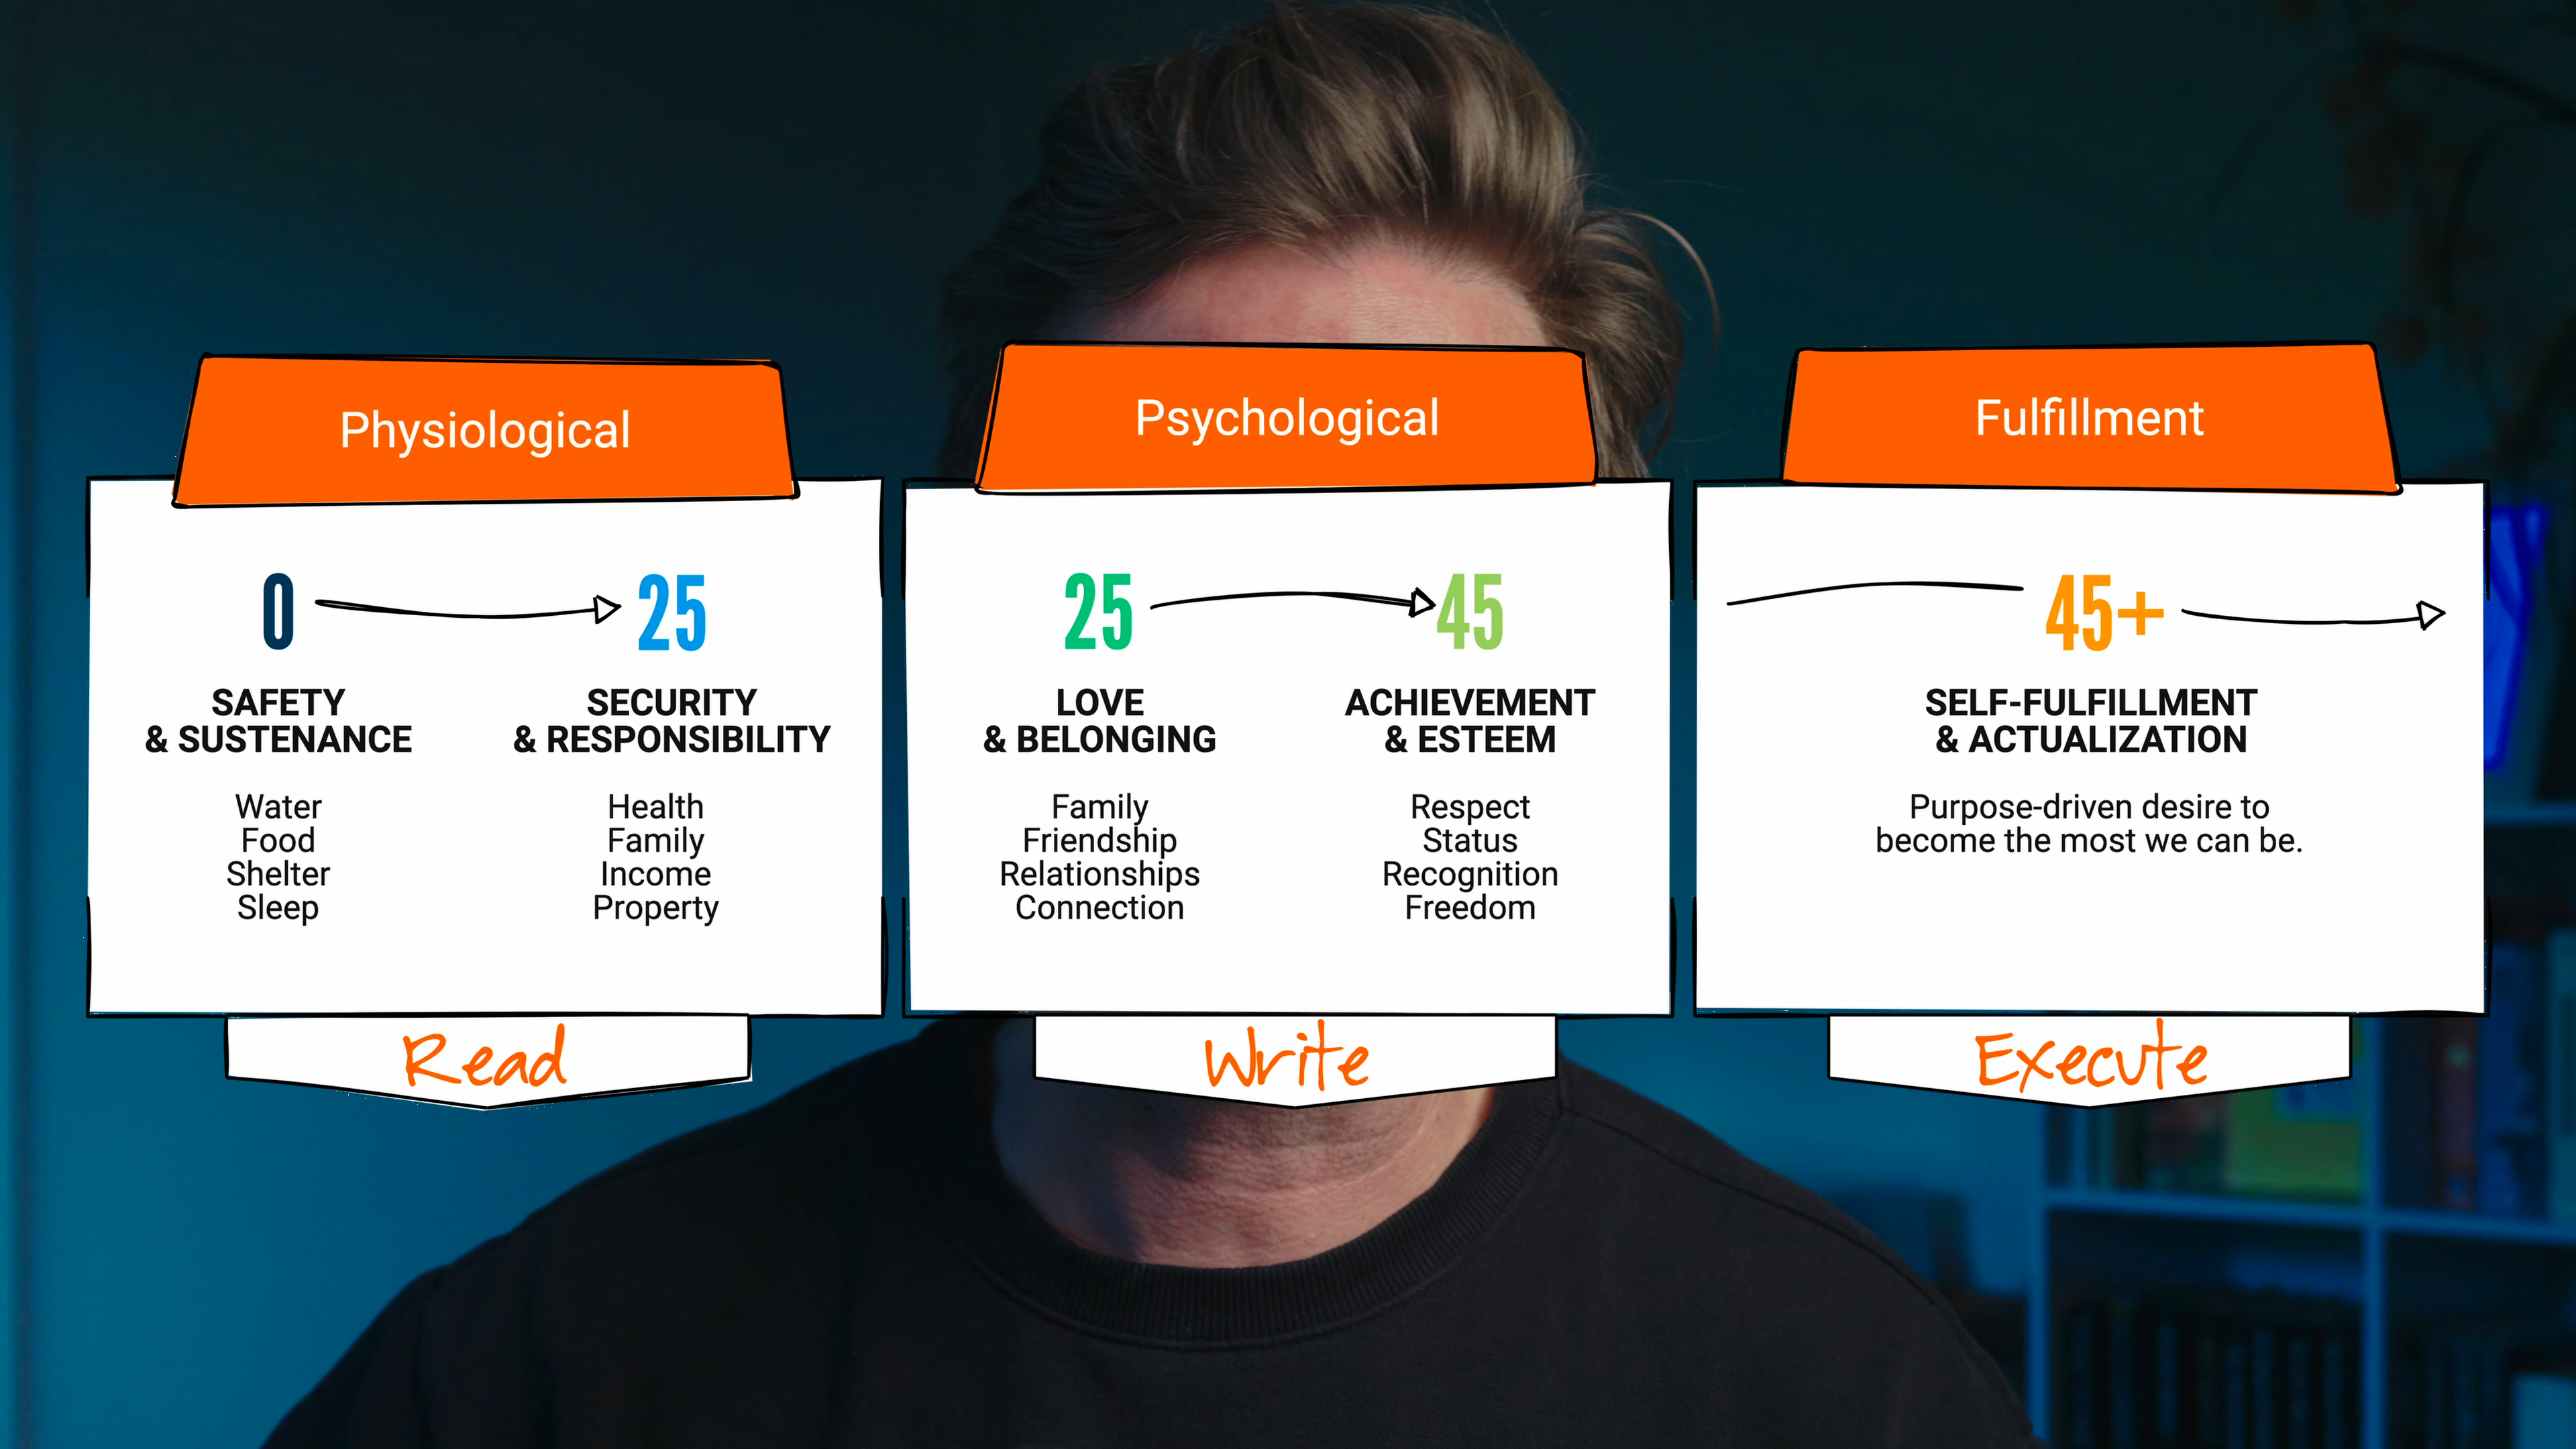 Physiological
0
25
SAFETY
& SUSTENANCE
Water
Food
Shelter
Sleep
SECURITY
& RESPONSIBILITY
Health
Family
Income
Property
Read
Psychological
25
45
LOVE
& BELONGING
Family
Friendship
Relationships
Connection
ACHIEVEMENT
& ESTEEM
Respect
Status
Recognition
Freedom
Write
Fulfillment
45+
SELF-FULFILLMENT
& ACTUALIZATION
Purpose-driven desire to
become the most we can be.
Execute